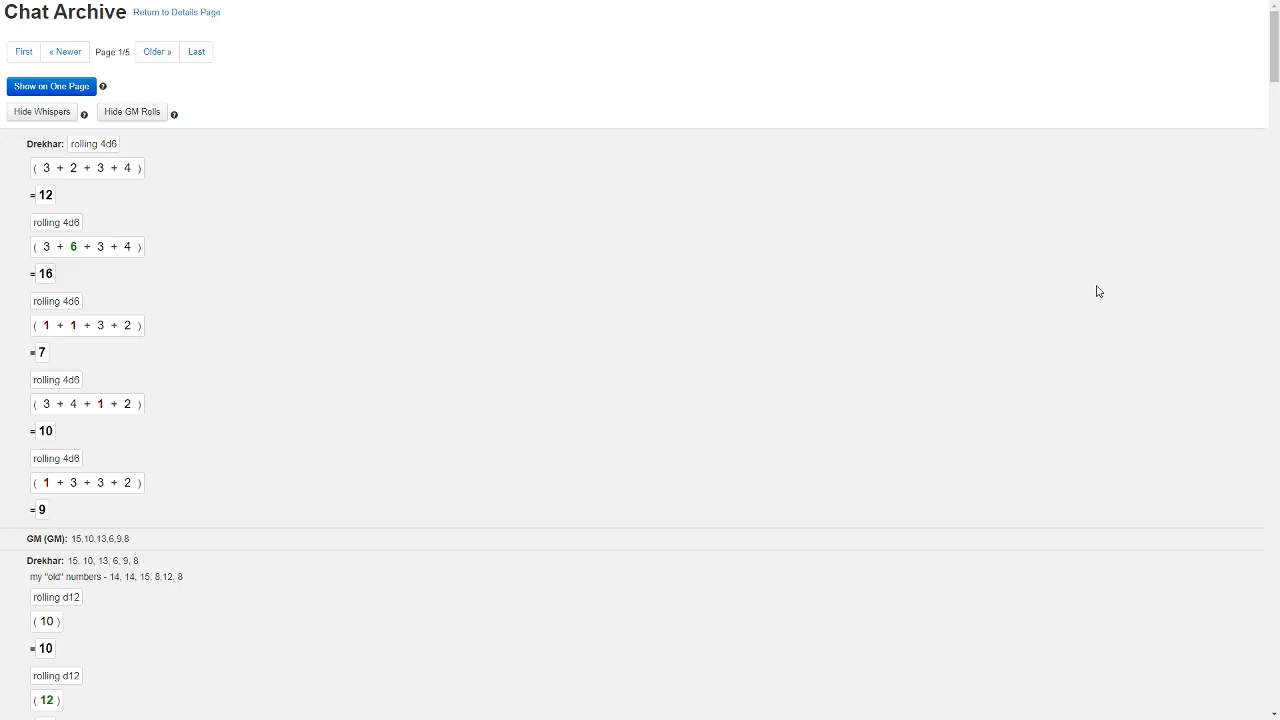 Chat Archive Return to Details Page
First « Newer Page 1/5 Older » Last
Show on One Page ?
Hide Whispers ? Hide GM Rolls ?
Drekhar: rolling 4d6
( 3 + 2 + 3 + 4 )
= 12
rolling 4d6
( 3 + 6 + 3 + 4 )
= 16
rolling 4d6
( 1 + 1 + 3 + 2 )
= 7
rolling 4d6
( 3 + 4 + 1 + 2 )
= 10
rolling 4d6
( 1 + 3 + 3 + 2 )
= 9
GM (GM): 15,10,13,6,9,8
Drekhar: 15, 10, 13, 6, 9, 8
my "old" numbers - 14, 14, 15, 8,12, 8
rolling d12
( 10 )
= 10
rolling d12
( 12 )